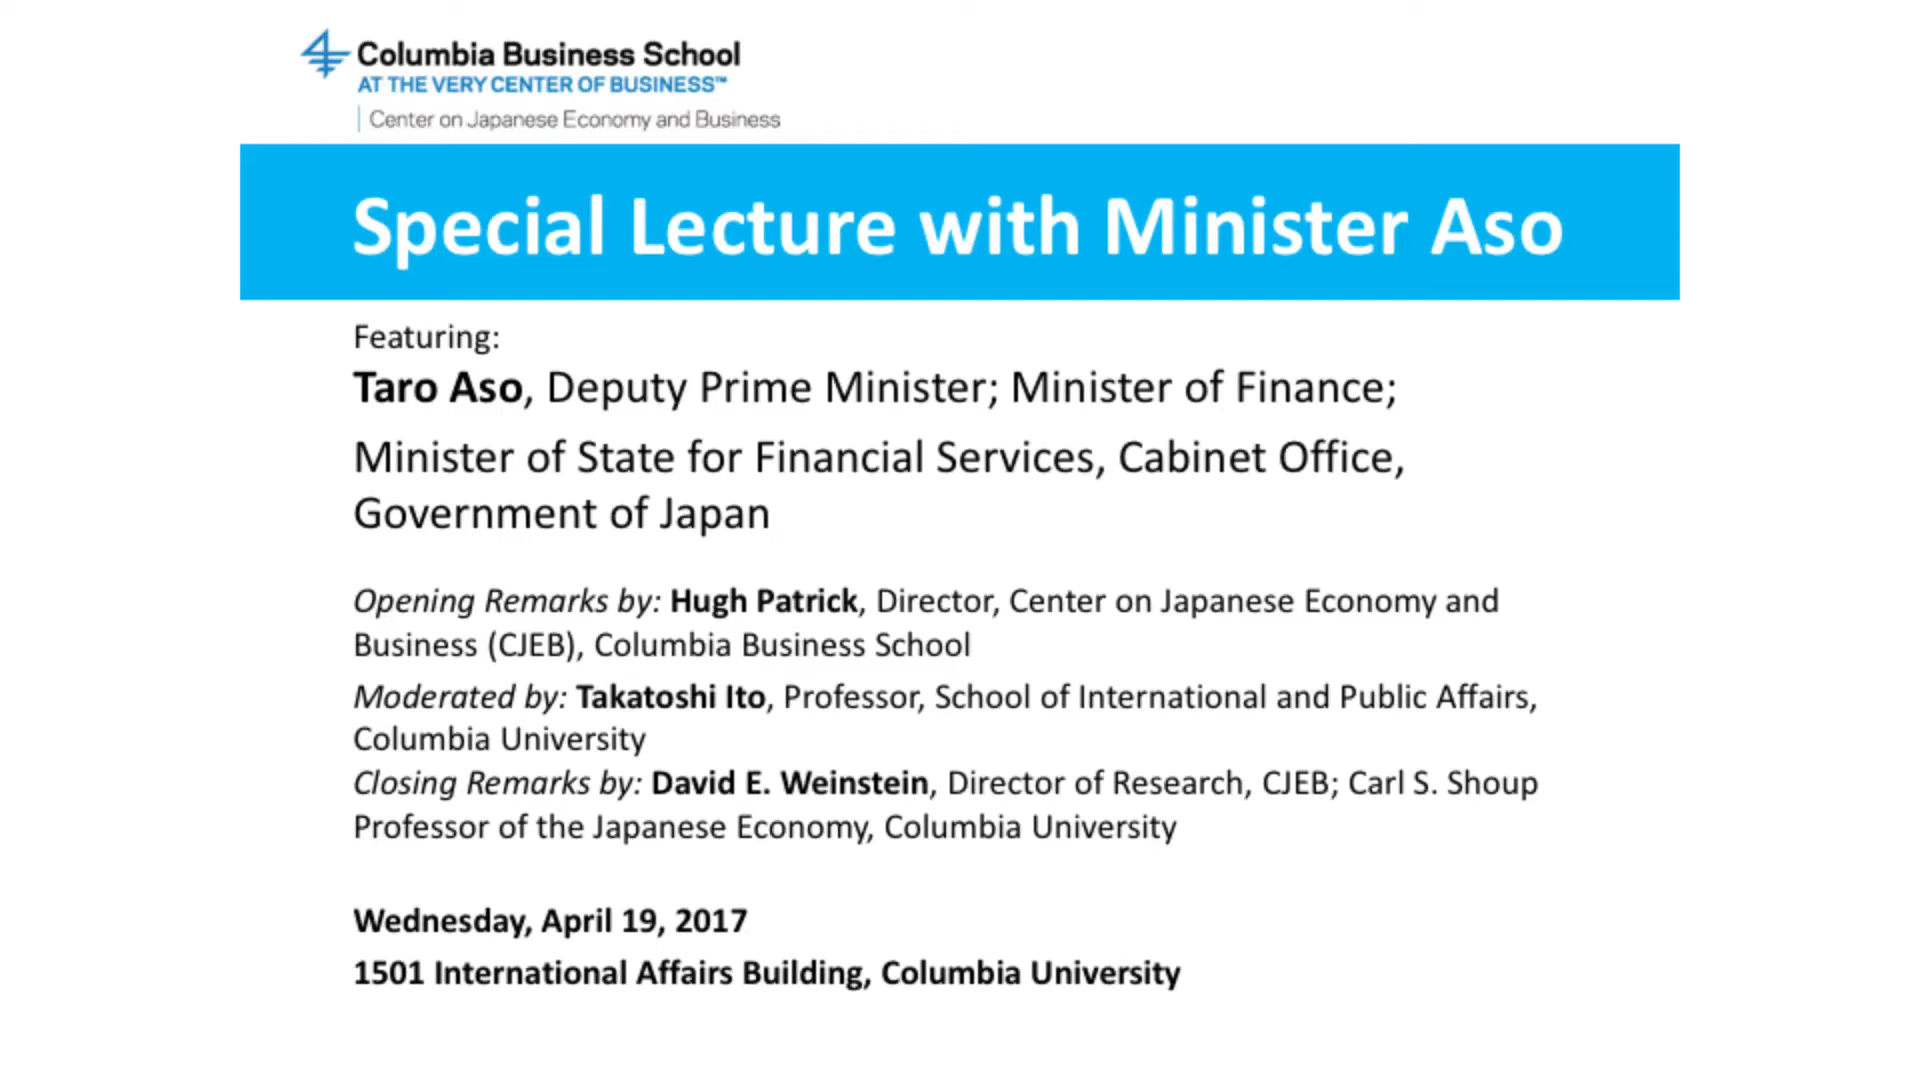 Columbia Business School
AT THE VERY CENTER OF BUSINESS™
Center on Japanese Economy and Business
Special Lecture with Minister Aso
Featuring:
Taro Aso, Deputy Prime Minister; Minister of Finance;
Minister of State for Financial Services, Cabinet Office,
Government of Japan
Opening Remarks by: Hugh Patrick, Director, Center on Japanese Economy and
Business (CJEB), Columbia Business School
Moderated by: Takatoshi Ito, Professor, School of International and Public Affairs,
Columbia University
Closing Remarks by: David E. Weinstein, Director of Research, CJEB; Carl S. Shoup
Professor of the Japanese Economy, Columbia University
Wednesday, April 19, 2017
1501 International Affairs Building, Columbia University